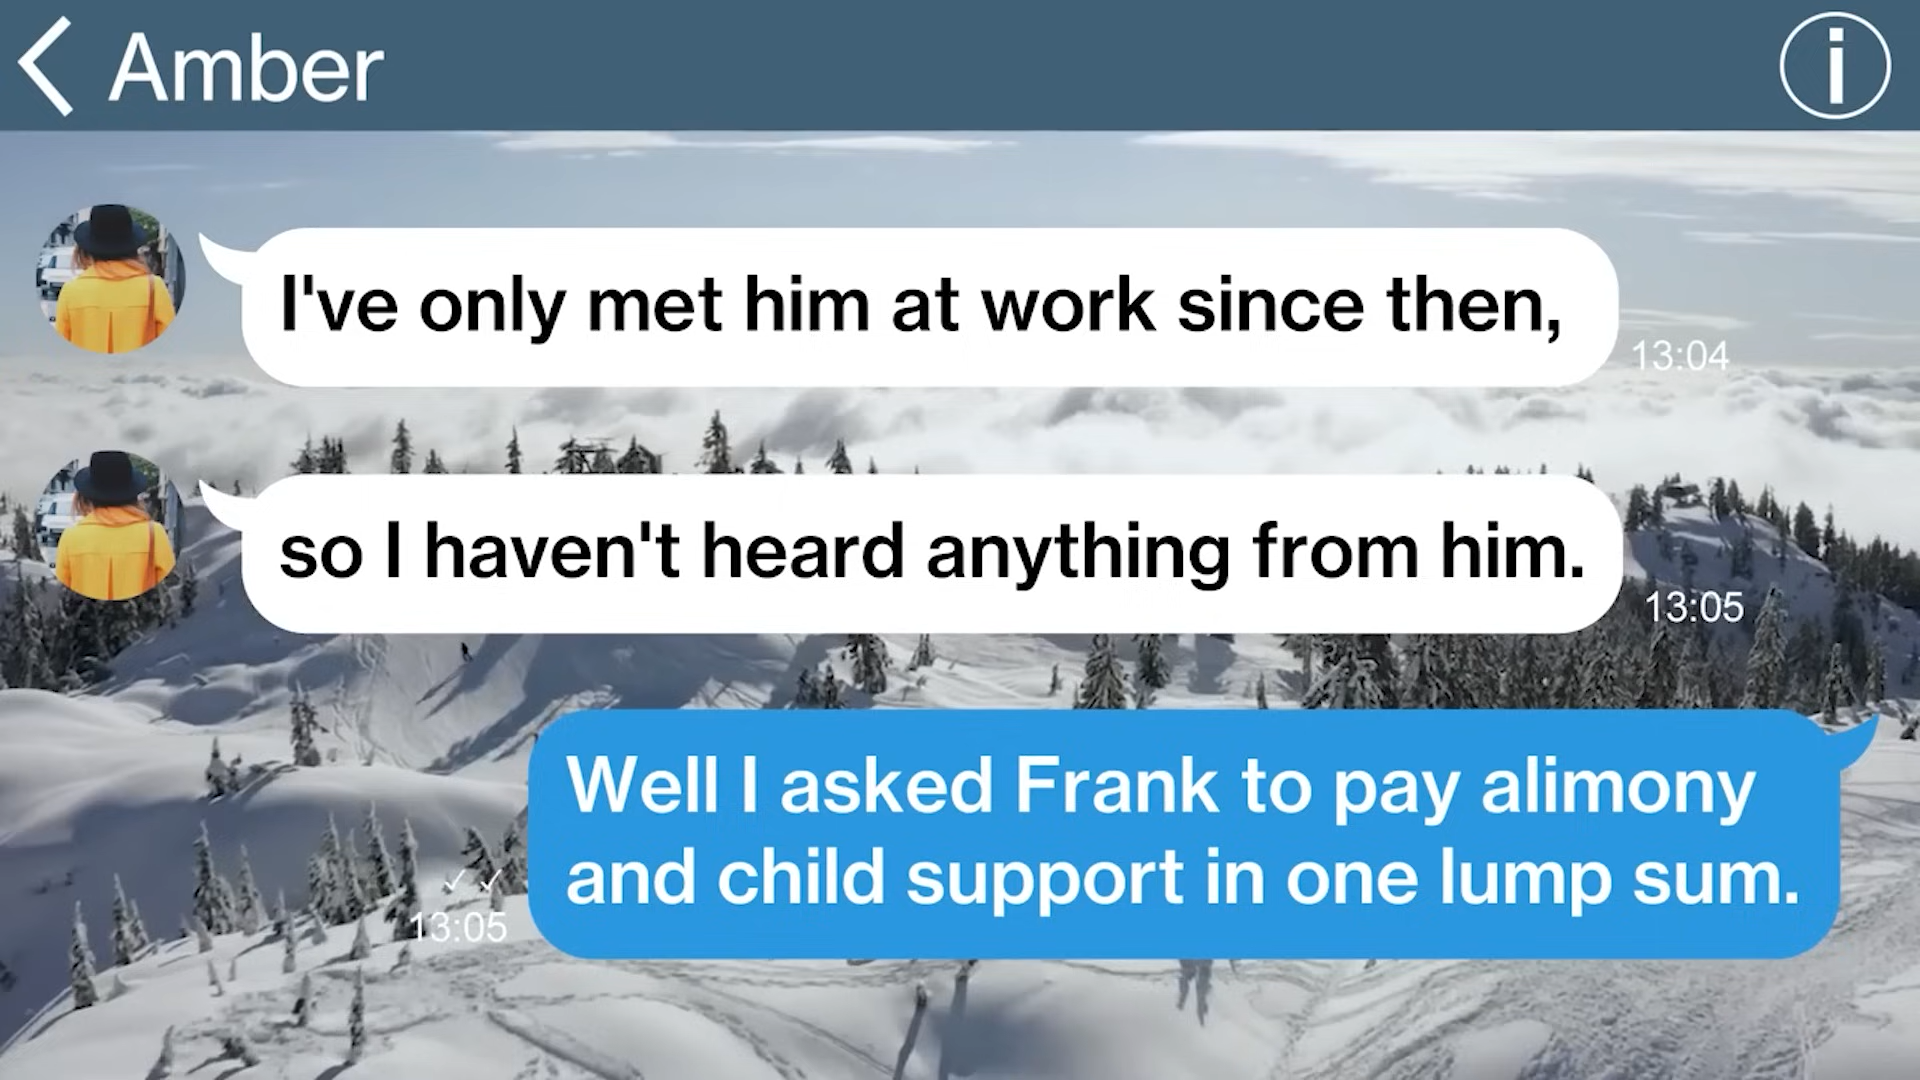 Amber
i
I've only met him at work since then,
13:04
so I haven't heard anything from him.
13:05
Well I asked Frank to pay alimony
and child support in one lump sum.
13:05